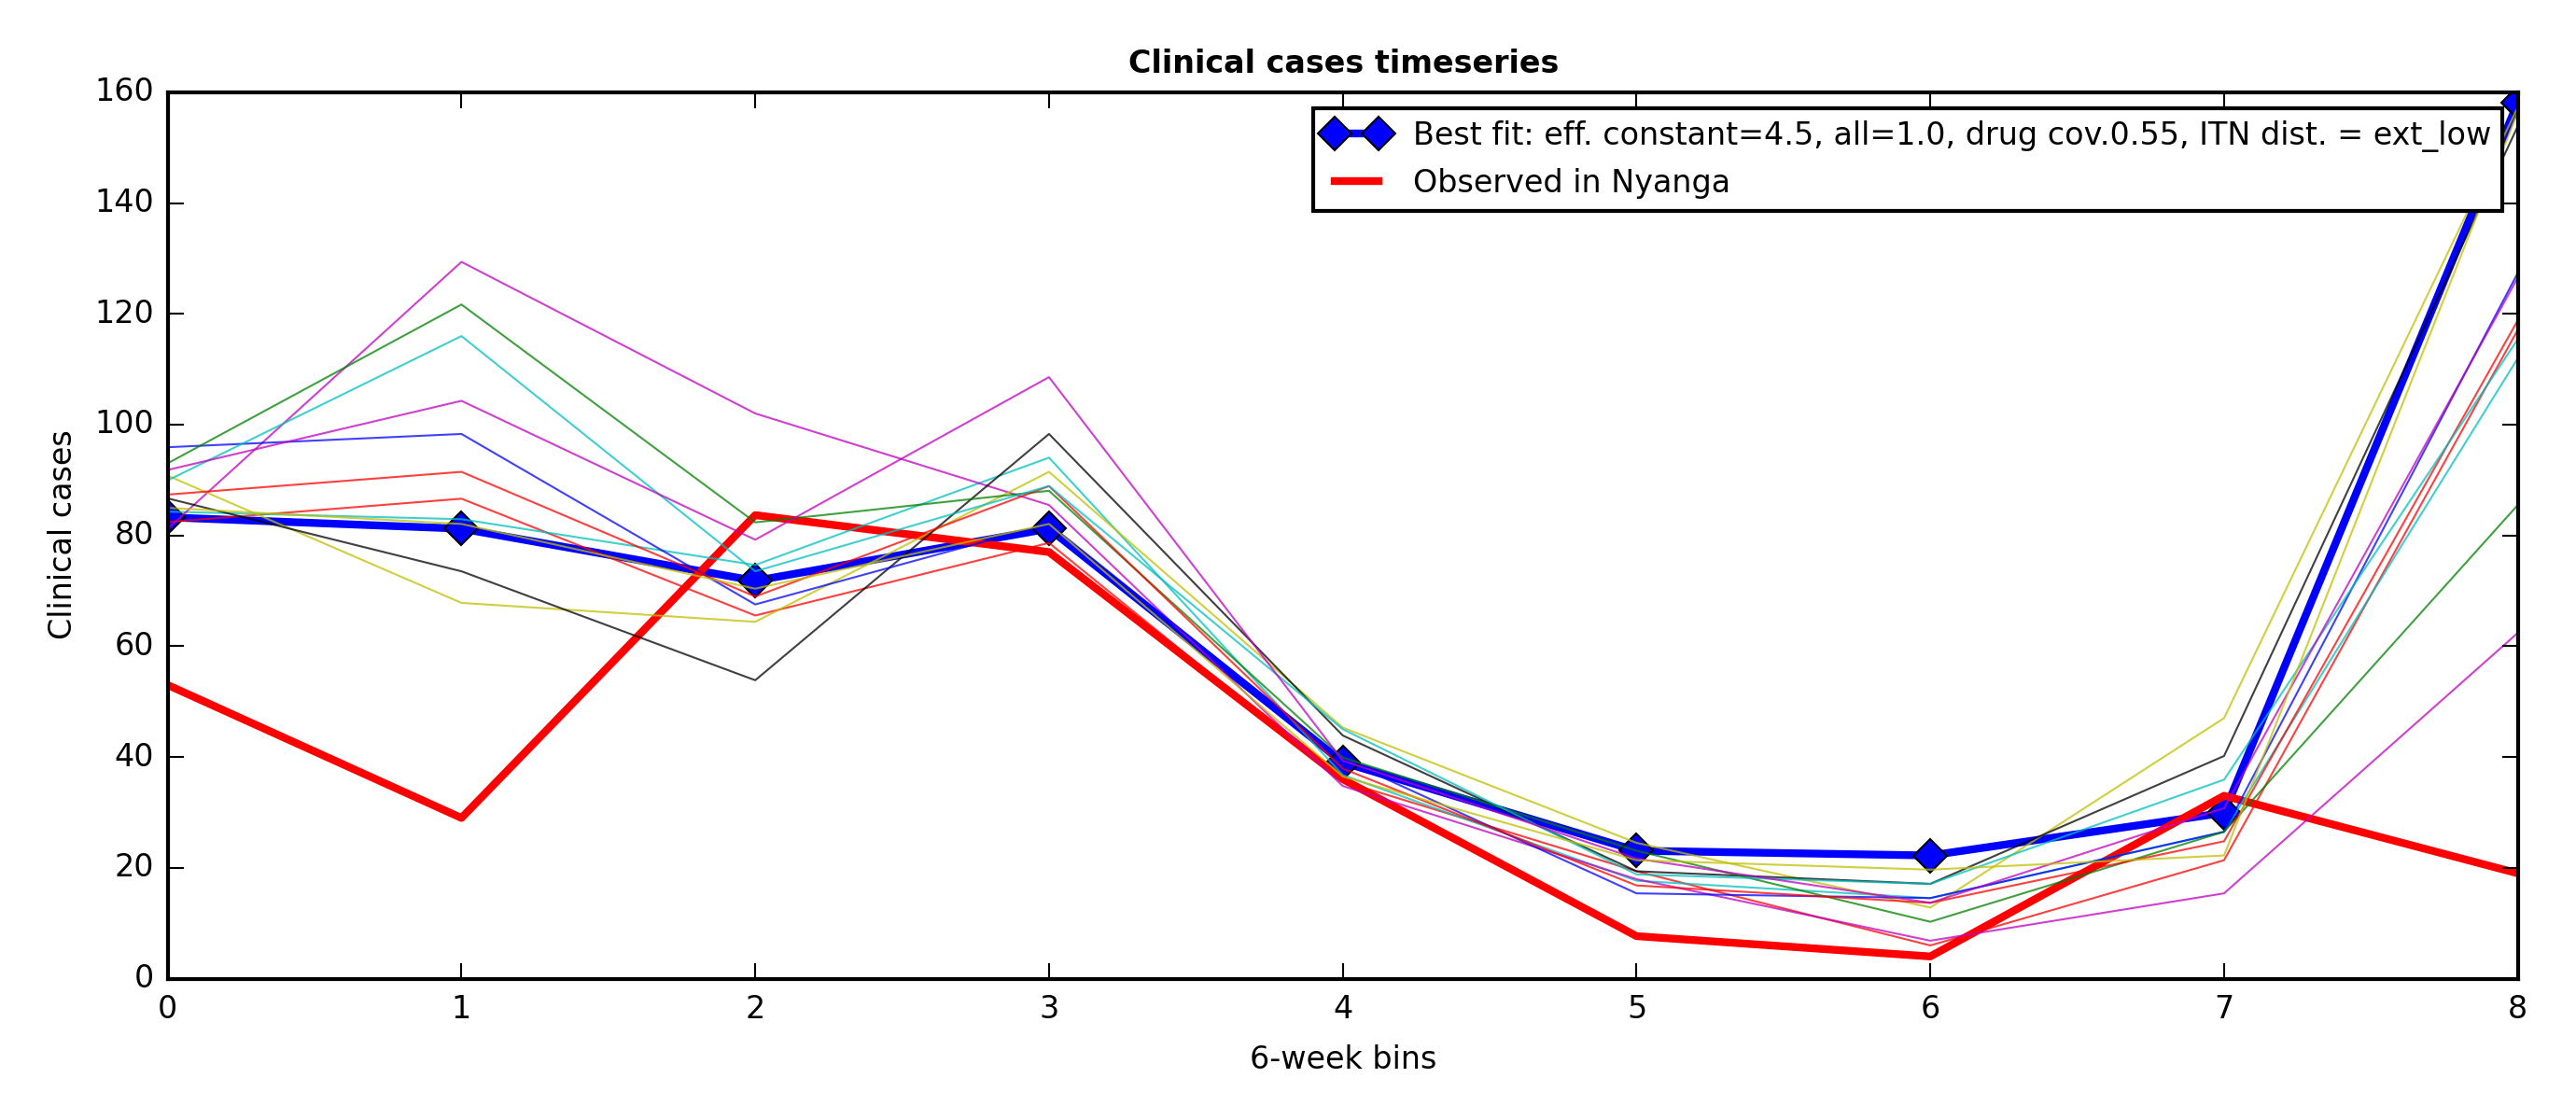 Clinical cases timeseries
160
140
120
100
80
60
40
20
0
Clinical cases
Best fit: eff. constant=4.5, all=1.0, drug cov.0.55, ITN dist. = ext_low
Observed in Nyanga
0 1 2 3 4 5 6 7 8
6-week bins